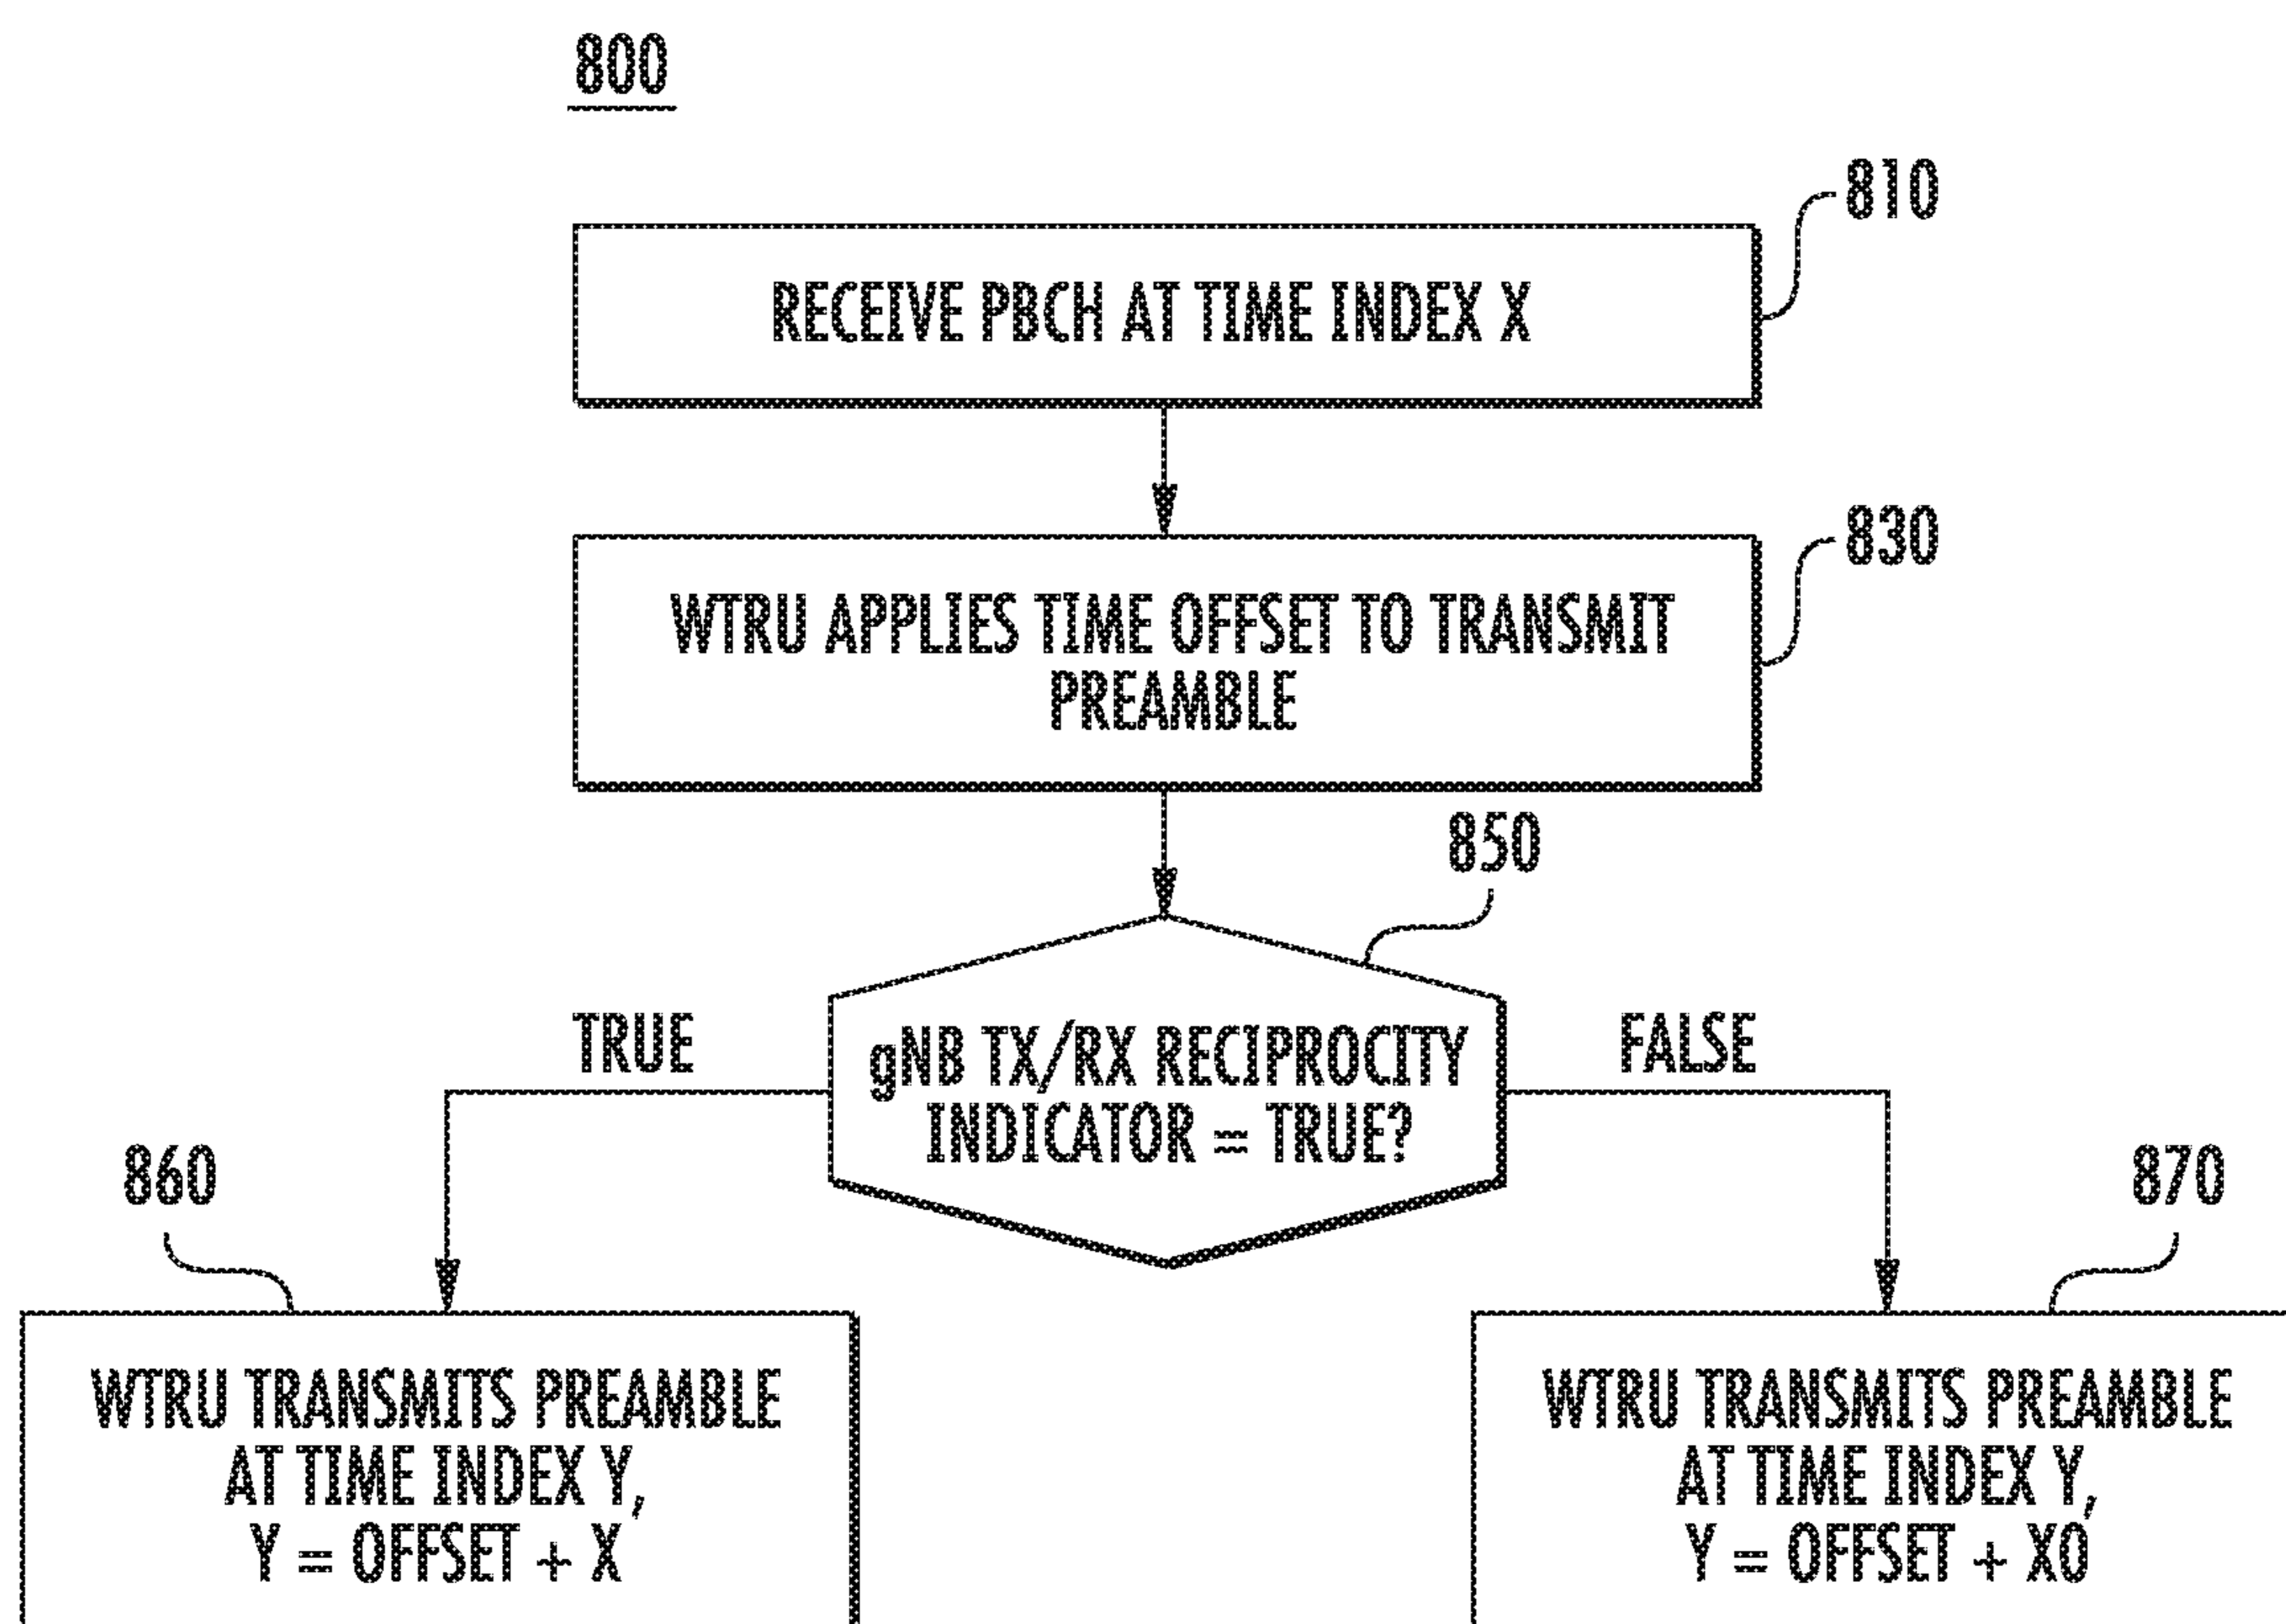 800
810
RECEIVE PBCH AT TIME INDEX X
830
WTRU APPLIES TIME OFFSET TO TRANSMIT
PREAMBLE
850
TRUE
FALSE
gNB TX/RX RECIPROCITY
INDICATOR = TRUE?
860
870
WTRU TRANSMITS PREAMBLE
AT TIME INDEX Y,
Y = OFFSET + X
WTRU TRANSMITS PREAMBLE
AT TIME INDEX Y,
Y = OFFSET + X0